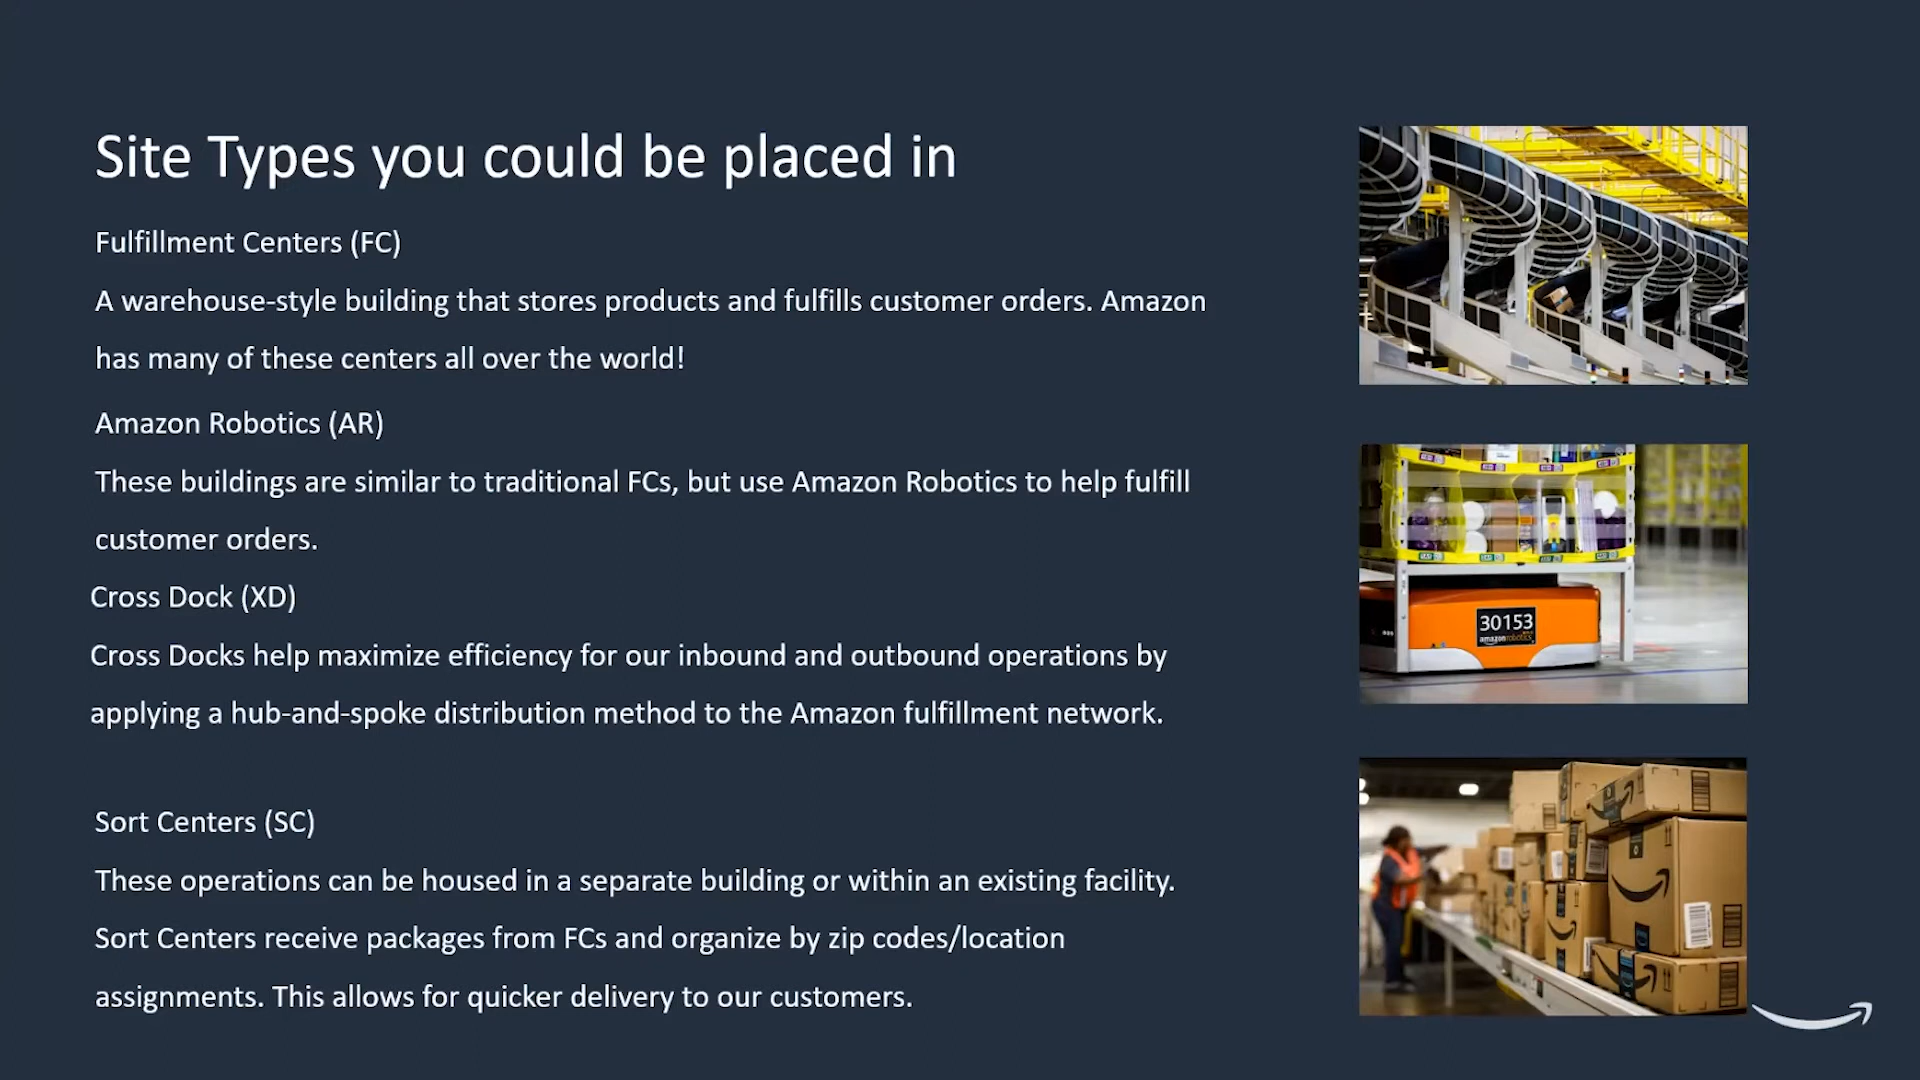 Site Types you could be placed in
Fulfillment Centers (FC)
A warehouse-style building that stores products and fulfills customer orders. Amazon
has many of these centers all over the world!
Amazon Robotics (AR)
These buildings are similar to traditional FCs, but use Amazon Robotics to help fulfill
customer orders.
Cross Dock (XD)
Cross Docks help maximize efficiency for our inbound and outbound operations by
applying a hub-and-spoke distribution method to the Amazon fulfillment network.
Sort Centers (SC)
These operations can be housed in a separate building or within an existing facility.
Sort Centers receive packages from FCs and organize by zip codes/location
assignments. This allows for quicker delivery to our customers.
30153
amazonrobotics